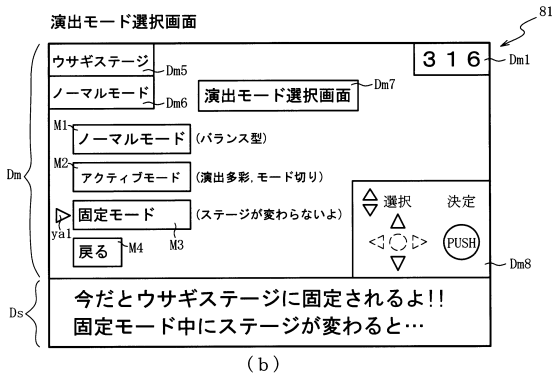 演出モード選択画面
81
ウサギステージ
Dm5
316
Dm1
ノーマルモード
Dm6
演出モード選択画面
Dm7
M1
ノーマルモード
(バランス型)
M2
アクティブモード
(演出多彩,モード切り)
Dm
固定モード
(ステージが変わらないよ)
ya1
M3
戻る
M4
選択
決定
PUSH
Dm8
Ds
今だとウサギステージに固定されるよ!!
固定モード中にステージが変わると…
(b)